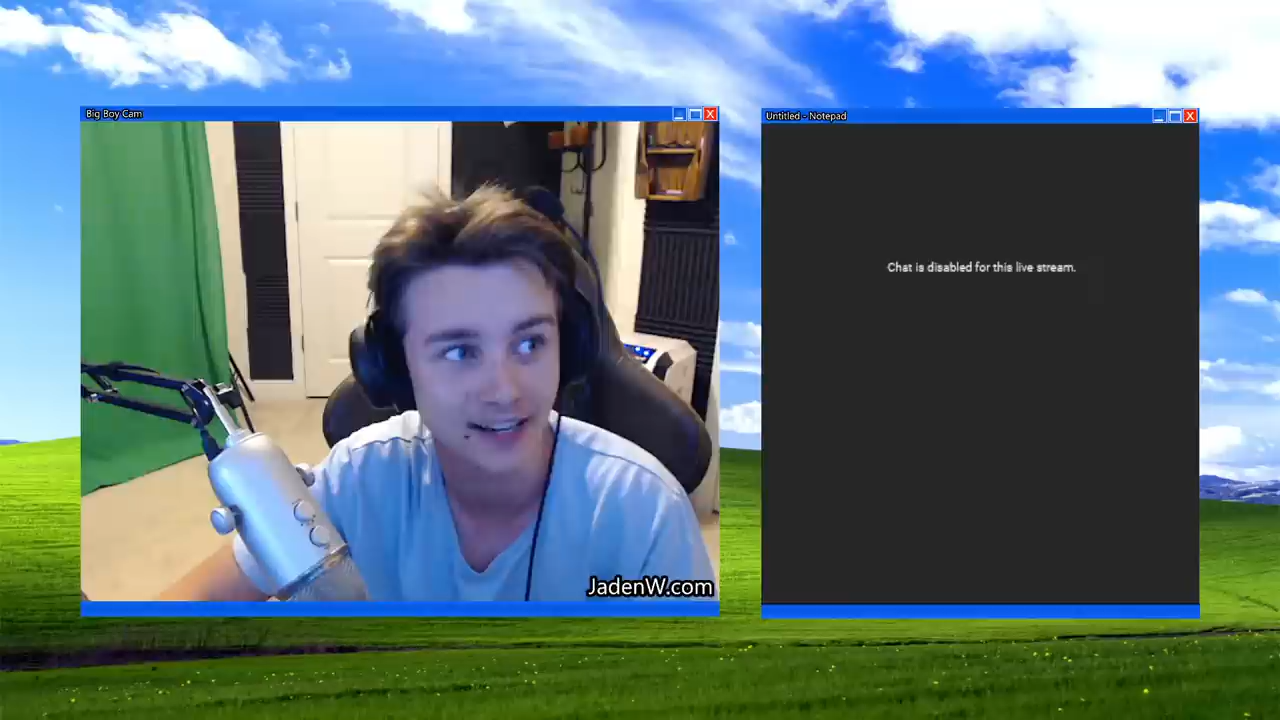 Big Boy Cam
Untitled - Notepad
Chat is disabled for this live stream.
JadenW.com